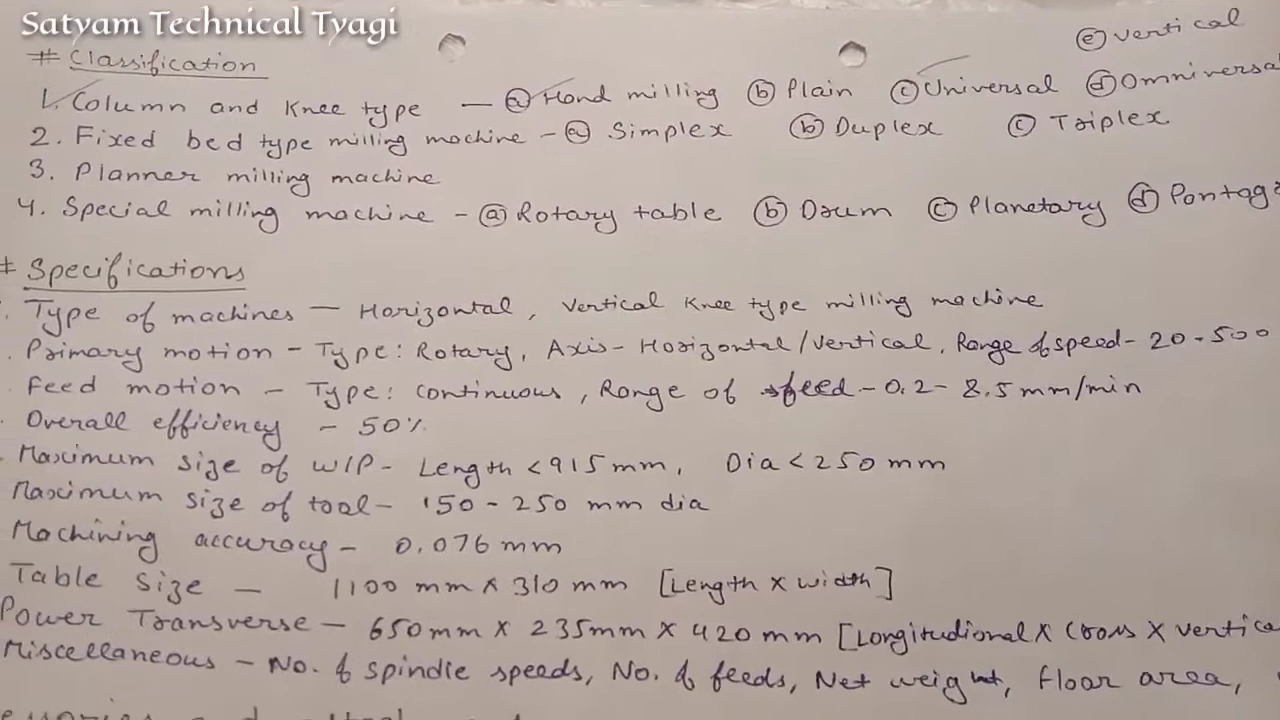 Satyam Technical Tyagi
e vertical
# Classification
1. Column and Knee type — a Hand milling b Plain c Universal d Omniversal
2. Fixed bed type milling machine - a Simplex b Duplex c Triplex
3. Planner milling machine
4. Special milling machine - a Rotary table b Drum c Planetary d Pantog
# Specifications
Type of machines — Horizontal, vertical Knee type milling machine
Primary motion - Type: Rotary, Axis - Horizontal/vertical, Range of speed - 20-500
Feed motion - Type: continuous, Range of feed - 0.2 - 8.5 mm/min
Overall efficiency - 50%
Maximum size of W/P - Length < 915 mm, Dia < 250 mm
Maximum size of tool - 150 - 250 mm dia
Machining accuracy - 0.076 mm
Table Size — 1100 mm x 310 mm [Length x width]
Power Transverse — 650mm x 235mm x 420 mm [Longitudional x cross x vertica
Miscellaneous - No. of spindle speeds, No. of feeds, Net weight, floor area,